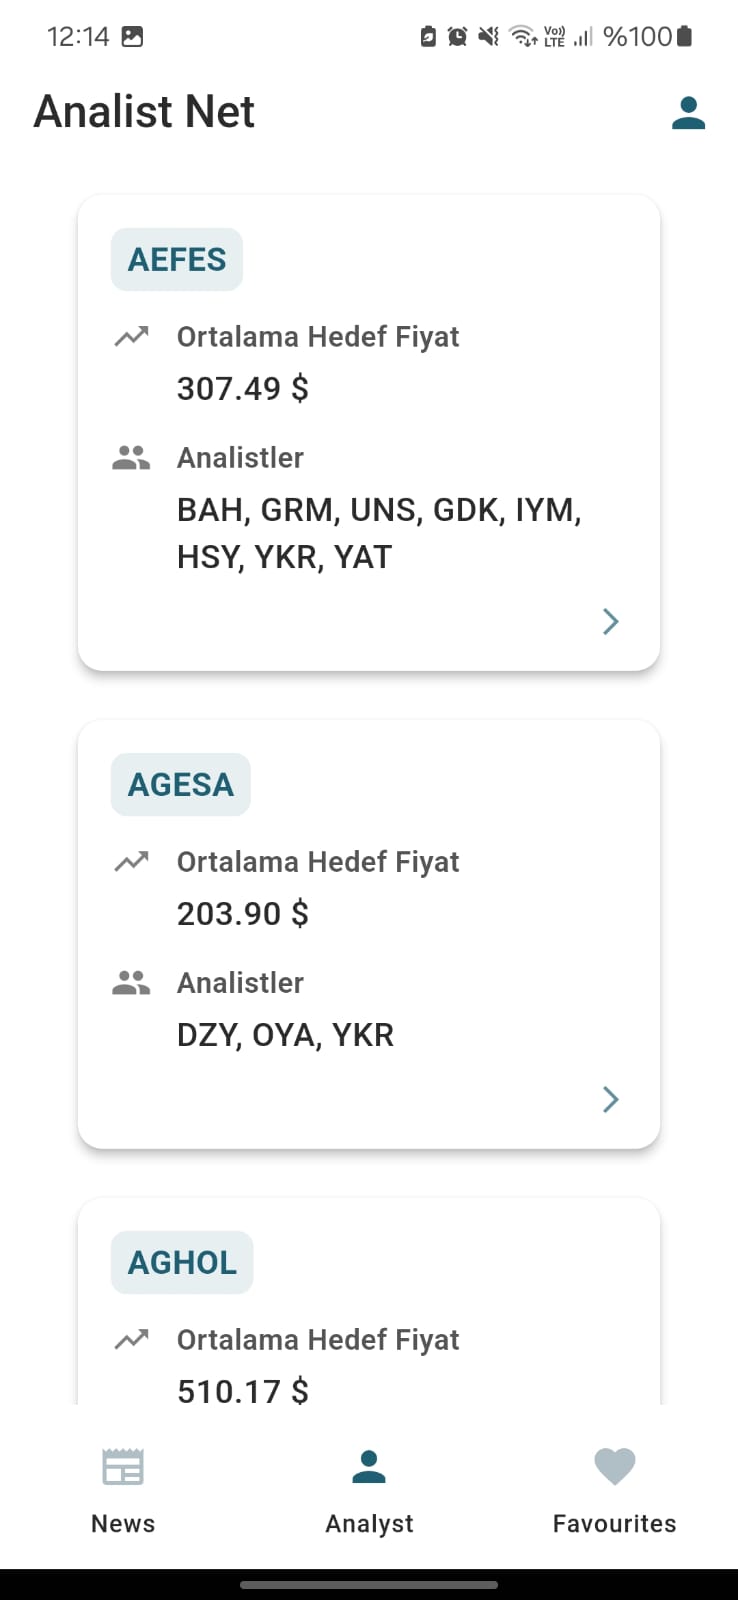 12:14
Vo))
LTE
%100
Analist Net
AEFES
Ortalama Hedef Fiyat
307.49 $
Analistler
BAH, GRM, UNS, GDK, IYM,
HSY, YKR, YAT
AGESA
Ortalama Hedef Fiyat
203.90 $
Analistler
DZY, OYA, YKR
AGHOL
Ortalama Hedef Fiyat
510.17 $
News
Analyst
Favourites